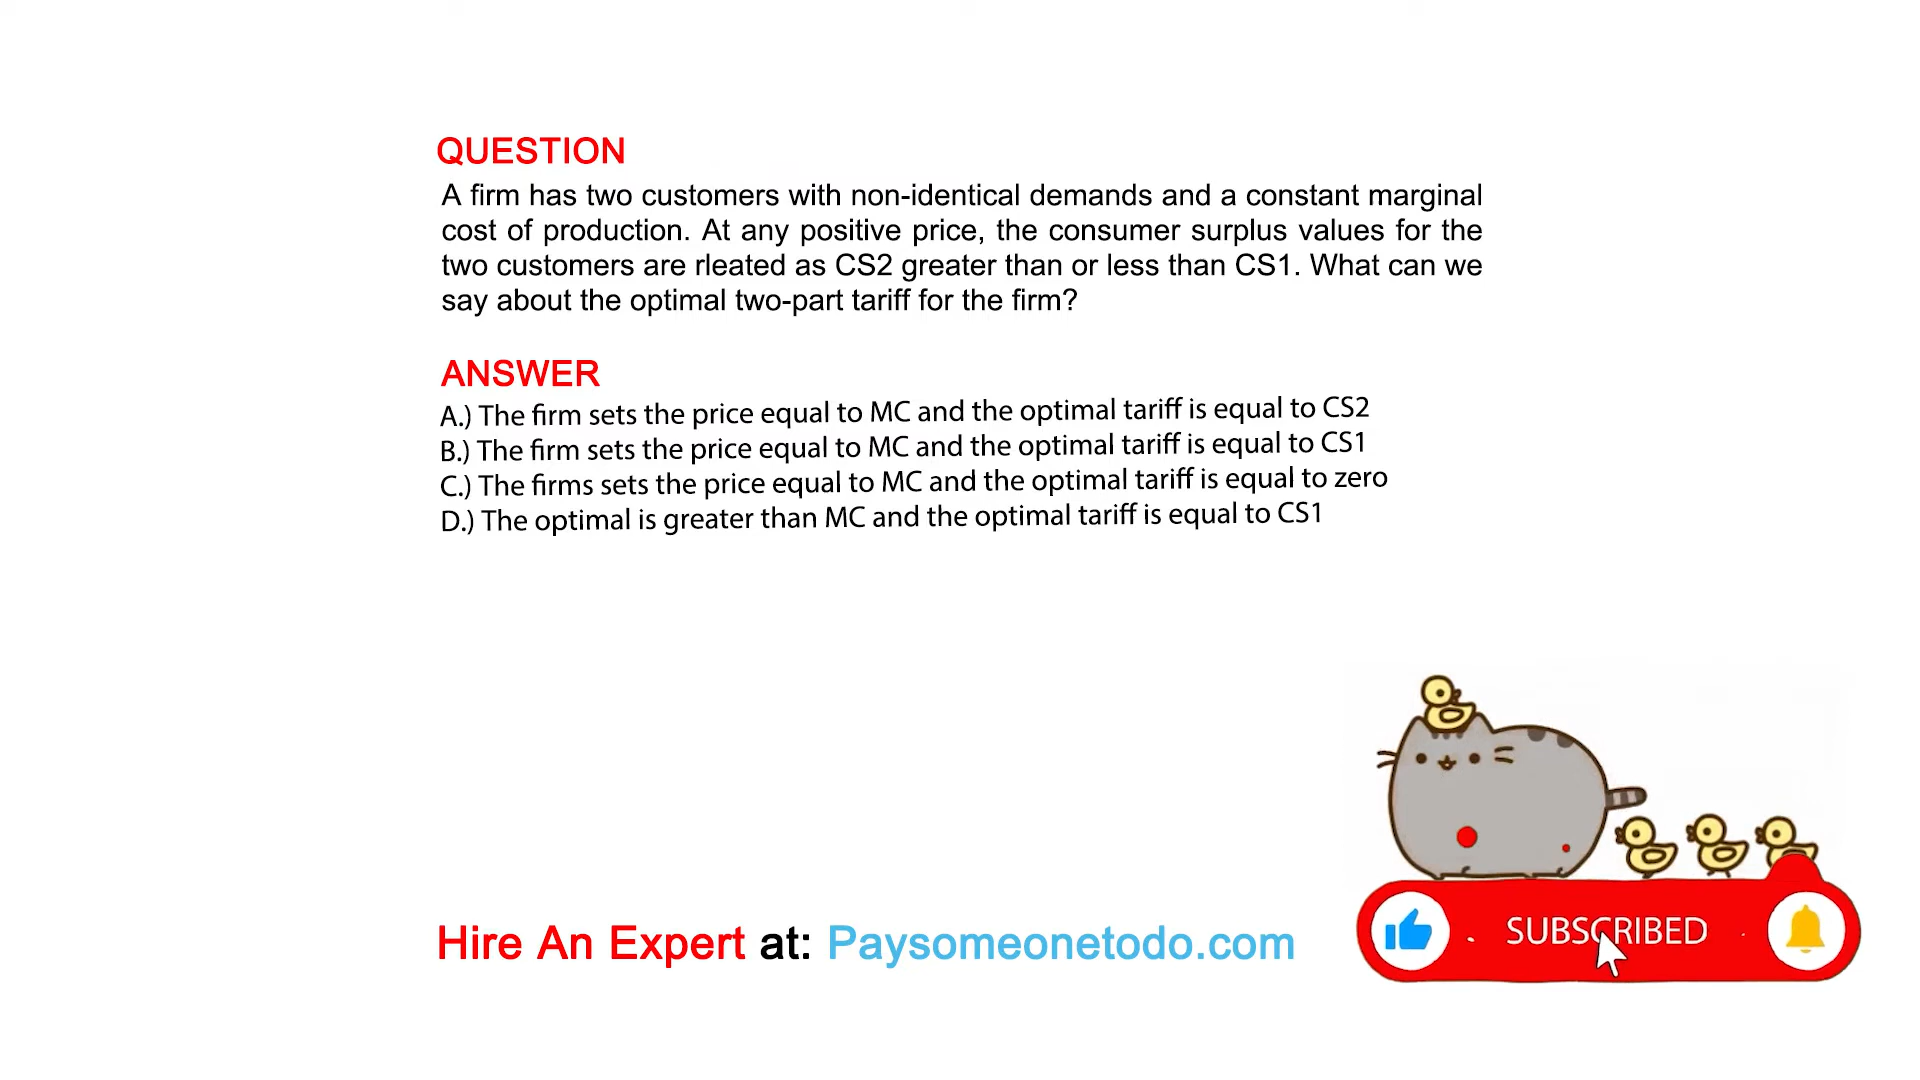 QUESTION
A firm has two customers with non-identical demands and a constant marginal
cost of production. At any positive price, the consumer surplus values for the
two customers are rleated as CS2 greater than or less than CS1. What can we
say about the optimal two-part tariff for the firm?
ANSWER
A.) The firm sets the price equal to MC and the optimal tariff is equal to CS2
B.) The firm sets the price equal to MC and the optimal tariff is equal to CS1
C.) The firms sets the price equal to MC and the optimal tariff is equal to zero
D.) The optimal is greater than MC and the optimal tariff is equal to CS1
Hire An Expert at: Paysomeonetodo.com
SUBSCRIBED